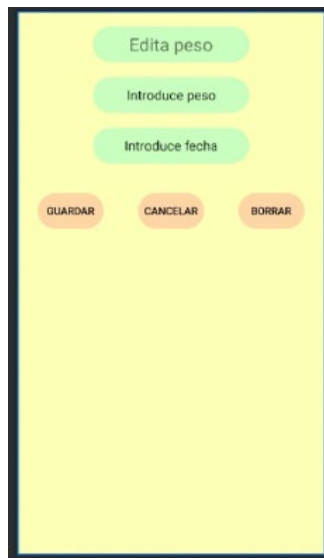 Edita peso
Introduce peso
Introduce fecha
GUARDAR CANCELAR BORRAR